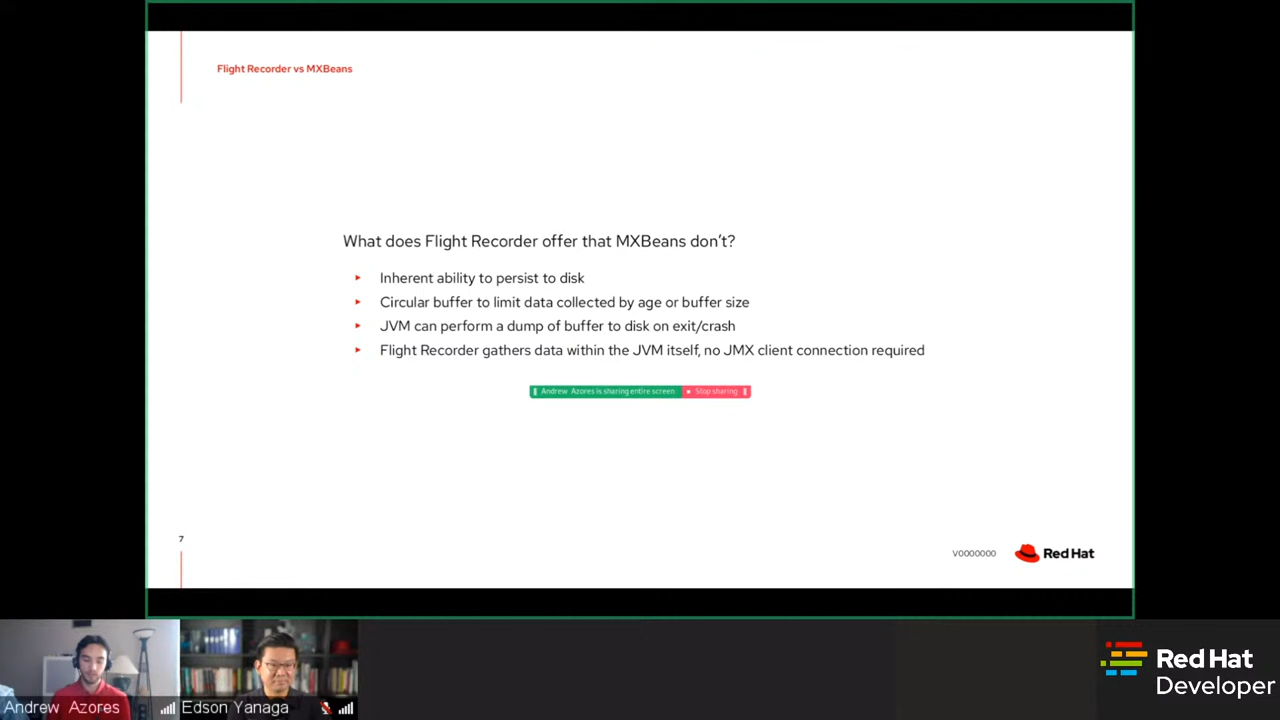 Flight Recorder vs MXBeans
What does Flight Recorder offer that MXBeans don't?
Inherent ability to persist to disk
Circular buffer to limit data collected by age or buffer size
JVM can perform a dump of buffer to disk on exit/crash
Flight Recorder gathers data within the JVM itself, no JMX client connection required
Andrew Azores is sharing entire screen
Stop sharing
7
V0000000
Red Hat
Andrew Azores
Edson Yanaga
Red Hat
Developer